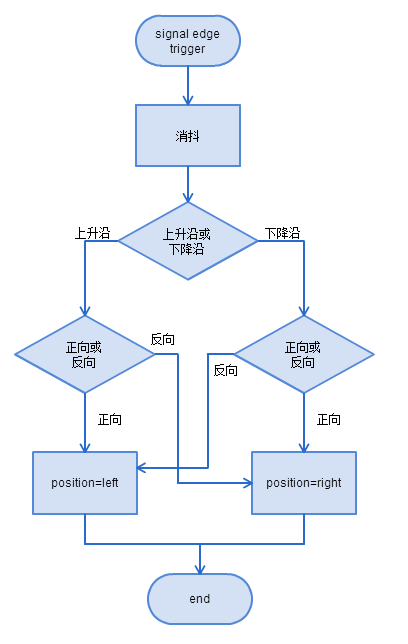 signal edge
trigger
消抖
上升沿或
下降沿
上升沿
下降沿
正向或
反向
反向
正向或
反向
反向
正向
正向
position=left
position=right
end